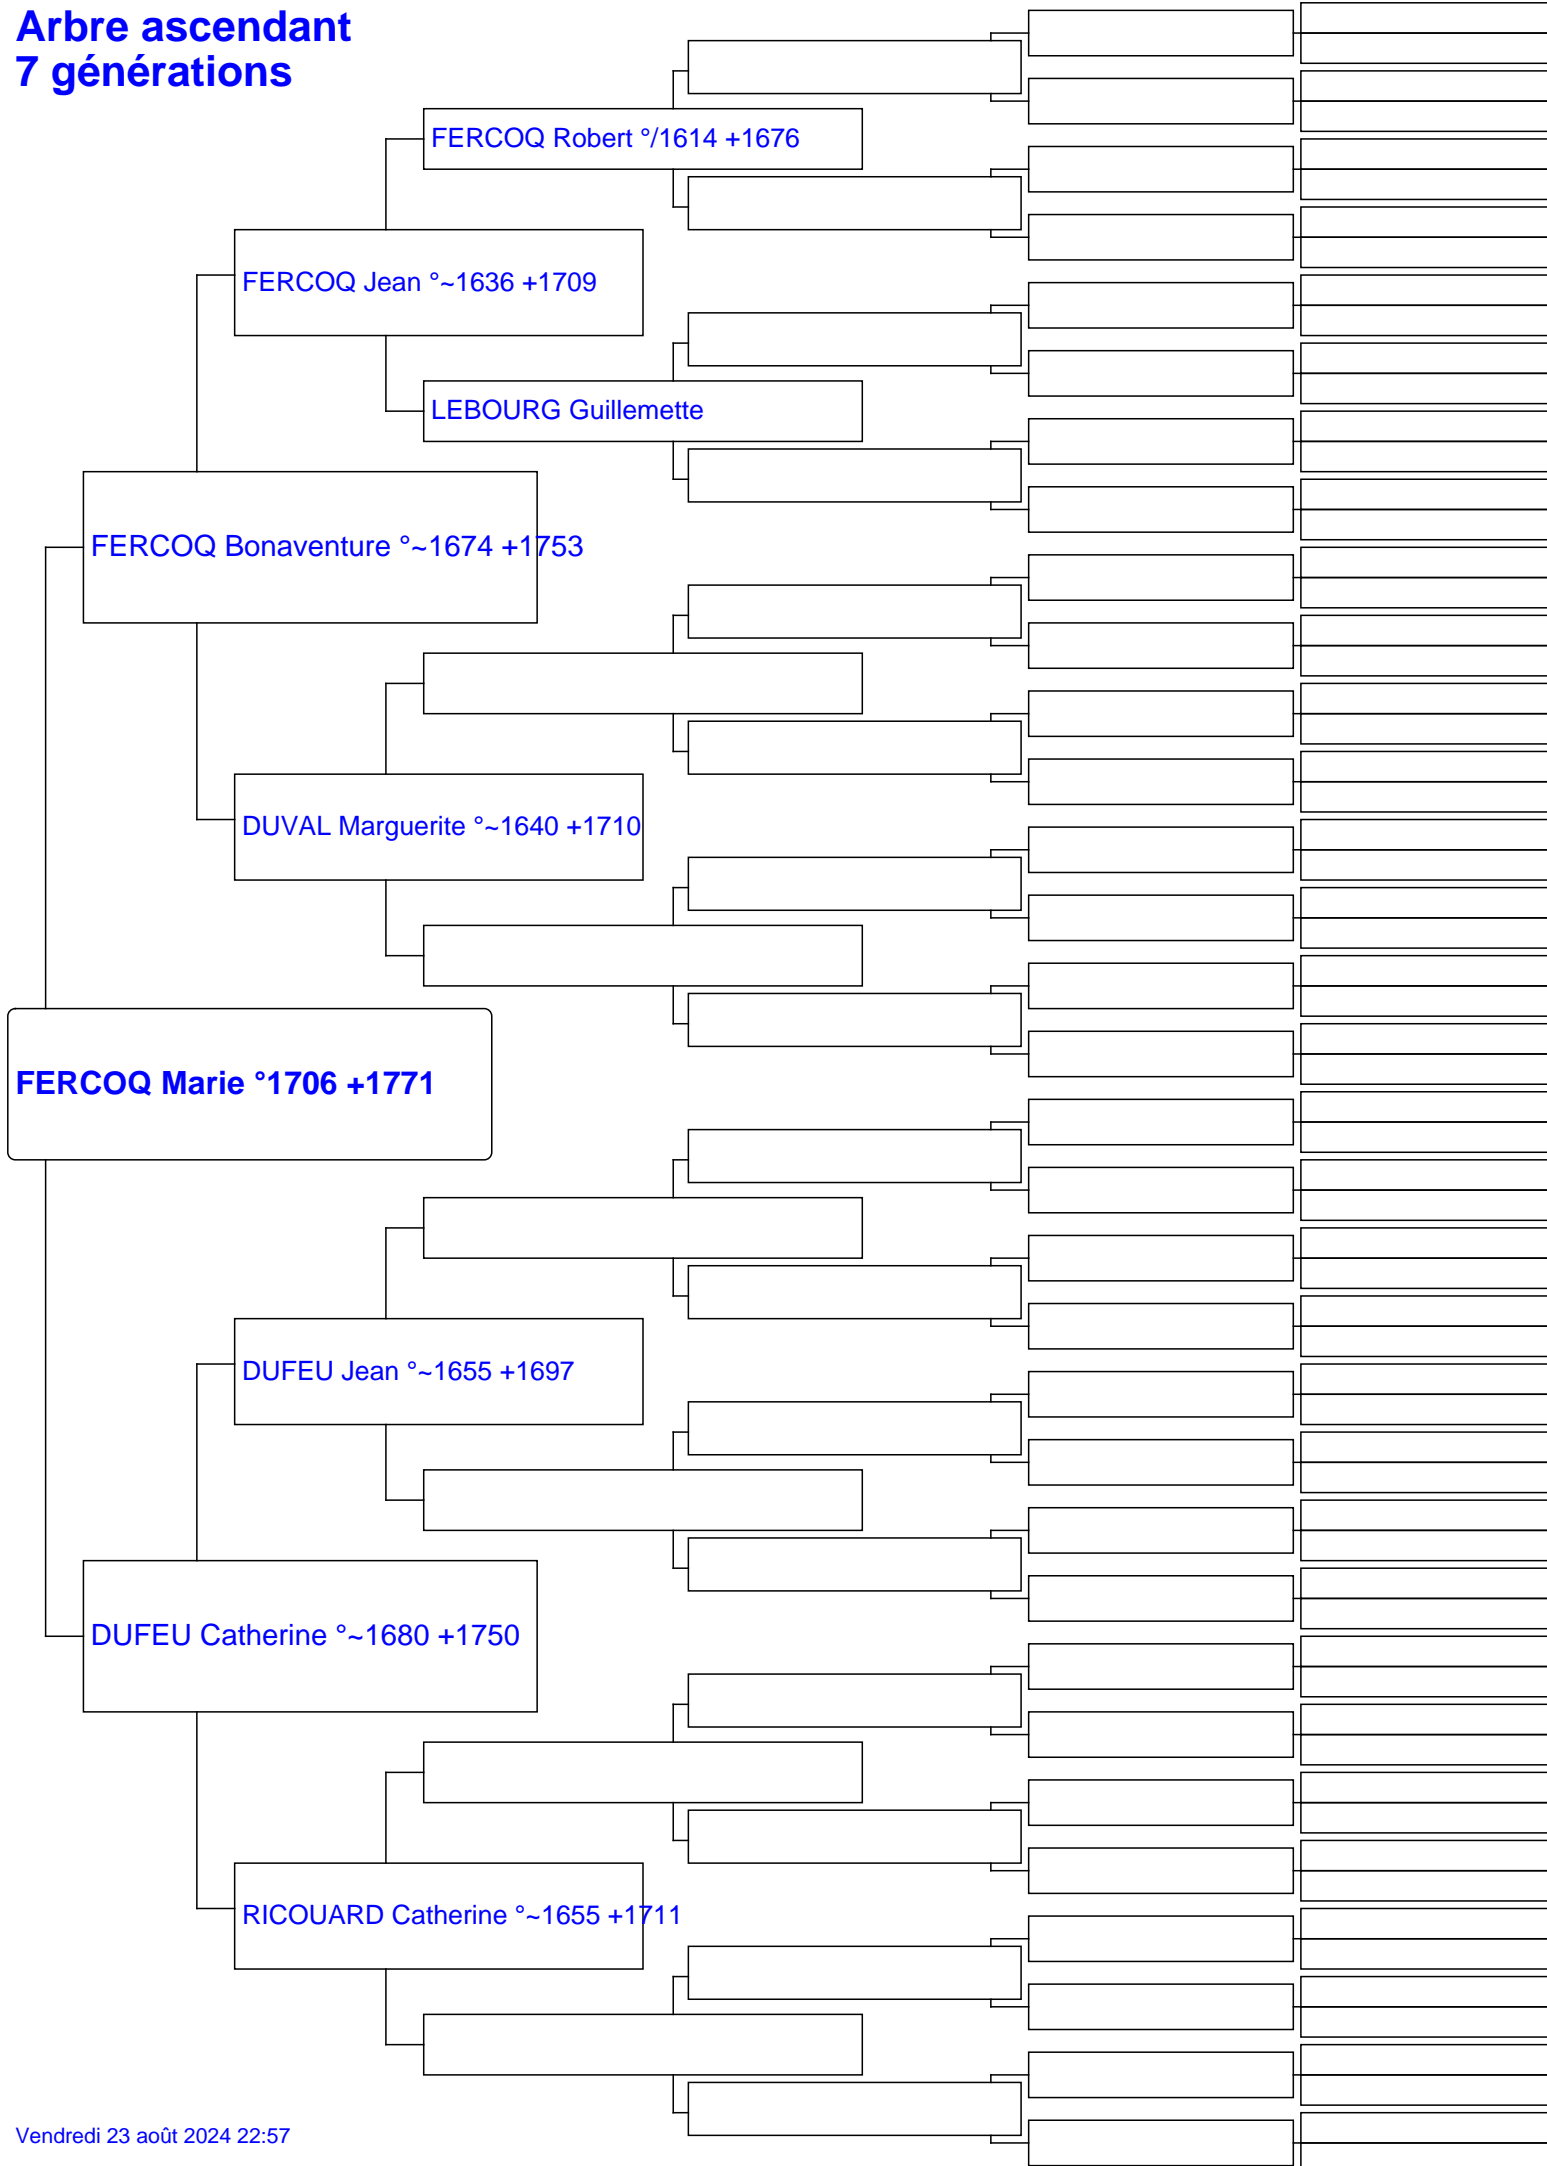 Arbre ascendant
7 générations
FERCOQ Robert °/1614 +1676
FERCOQ Jean °~1636 +1709
LEBOURG Guillemette
FERCOQ Bonaventure °~1674 +1753
DUVAL Marguerite °~1640 +1710
FERCOQ Marie °1706 +1771
DUFEU Jean °~1655 +1697
DUFEU Catherine °~1680 +1750
RICOUARD Catherine °~1655 +1711
Vendredi 23 août 2024 22:57